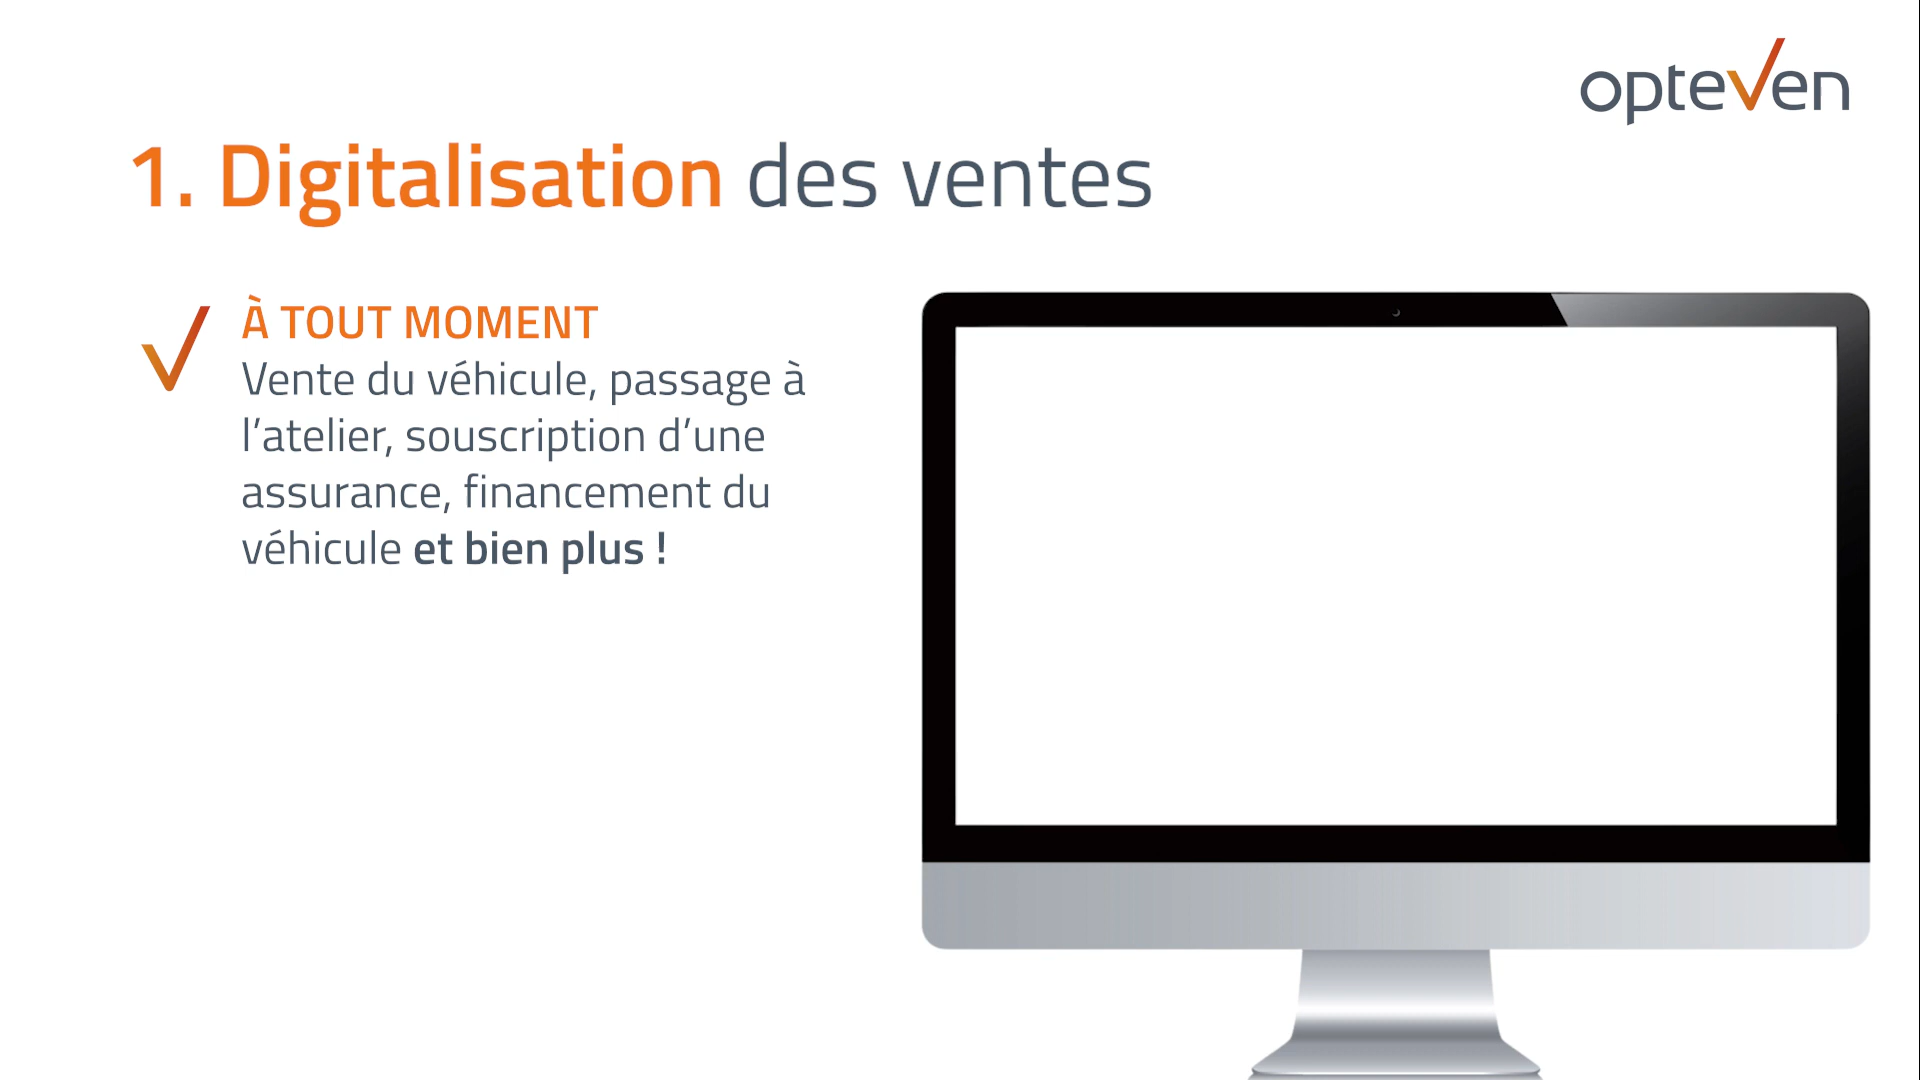 opteven
1. Digitalisation des ventes
À TOUT MOMENT
Vente du véhicule, passage à
l’atelier, souscription d’une
assurance, financement du
véhicule et bien plus !